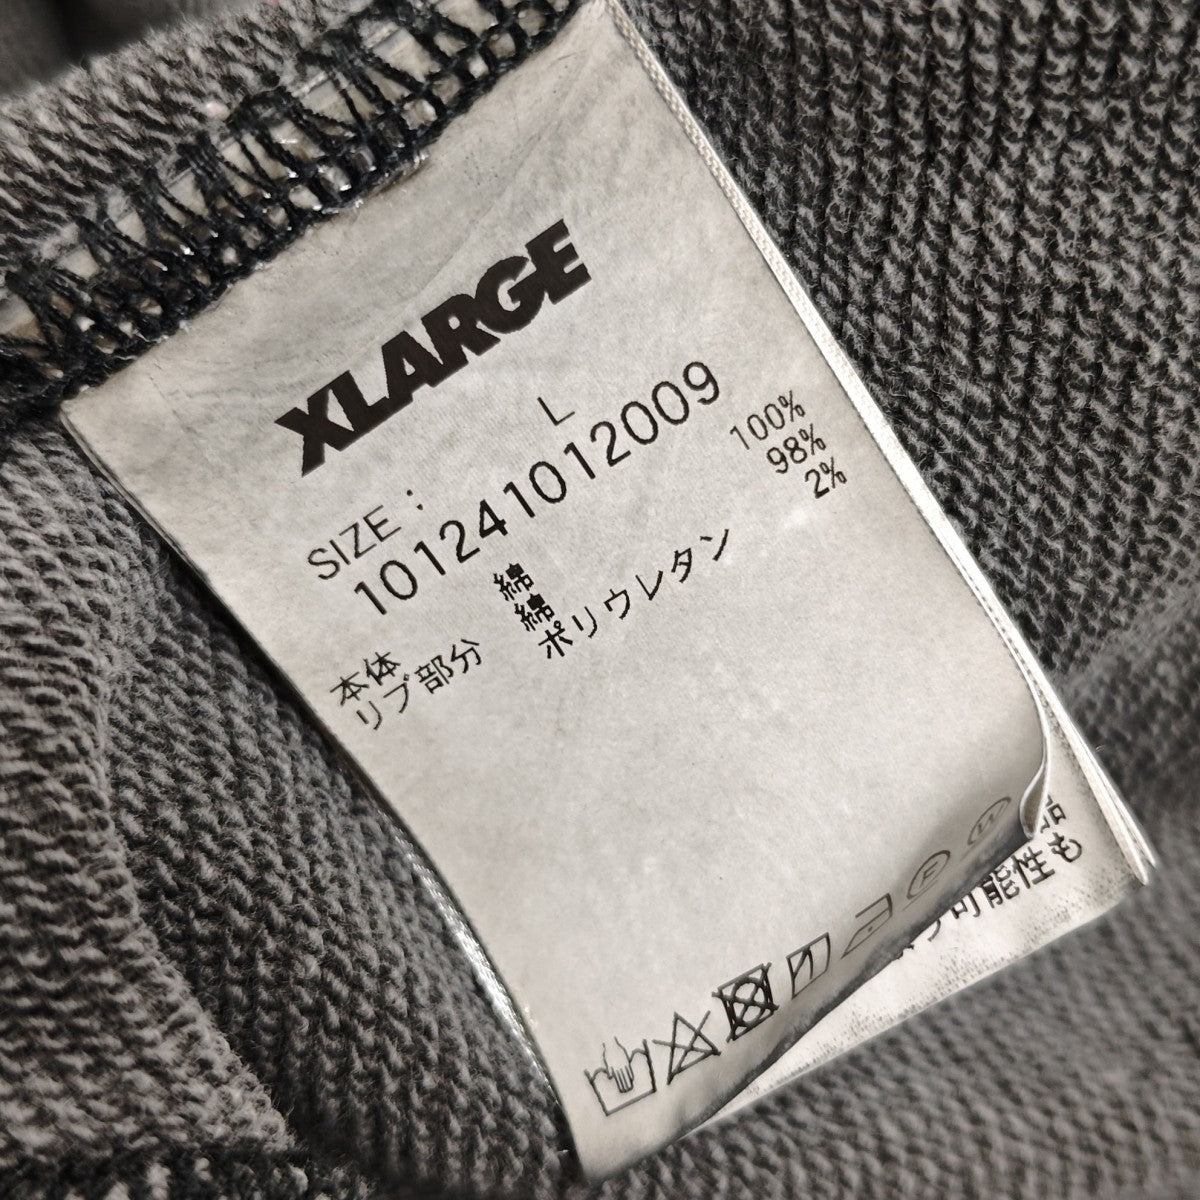 XLARGE
SIZE： L
101241012009
本体 綿 100%
リブ部分 綿 98%
ポリウレタン 2%
品
可能性も